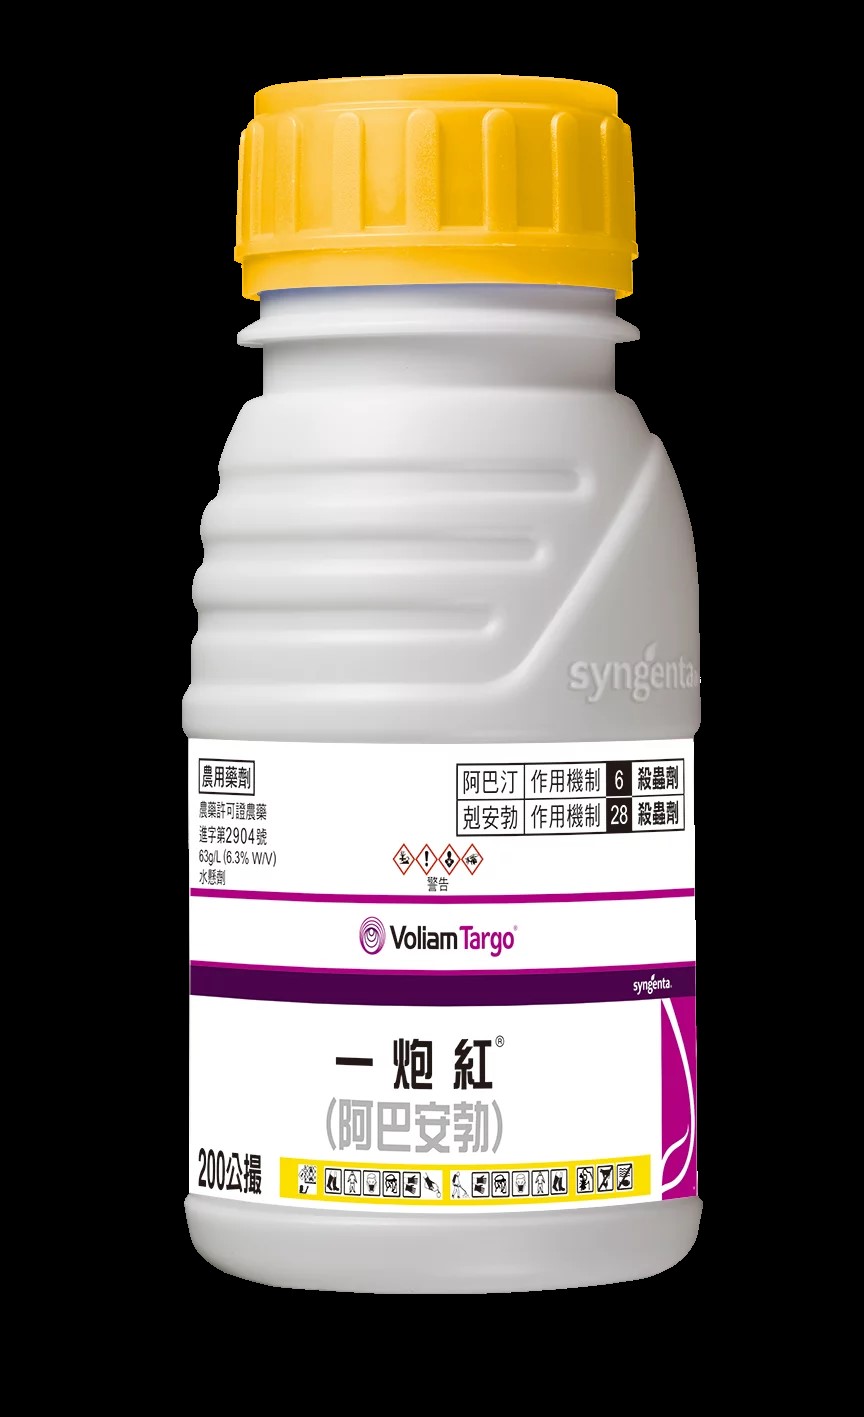 syngenta
農用藥劑
農藥許可證農藥
進字第2904號
63g/L (6.3% W/V)
水懸劑
阿巴汀 作用機制 6 殺蟲劑
剋安勃 作用機制 28 殺蟲劑
警告
Voliam Targo®
syngenta
一炮紅®
(阿巴安勃)
200公撮